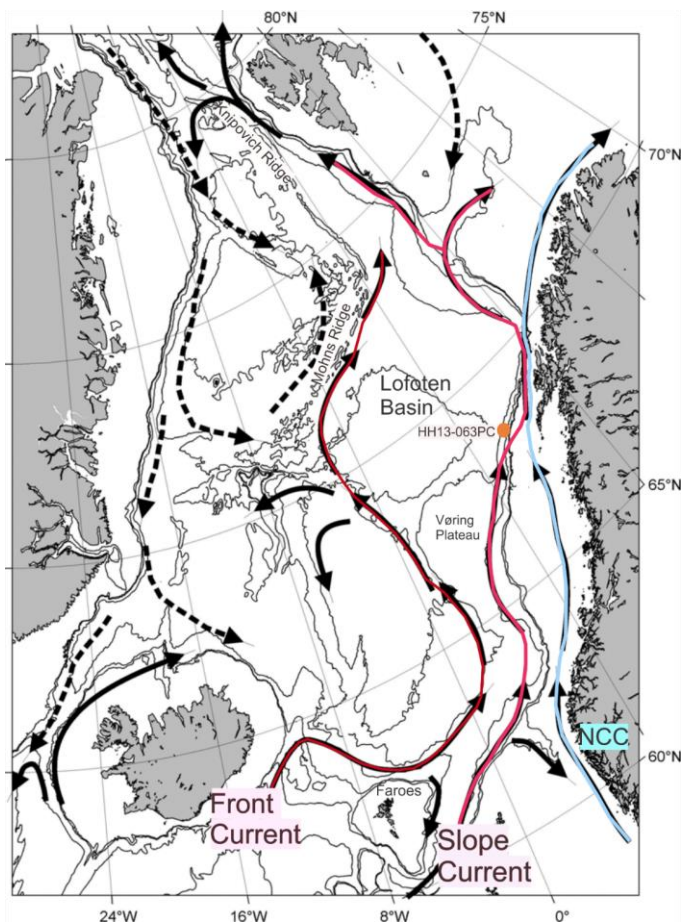 80°N
75°N
Knipovich Ridge
70°N
Mohns Ridge
Lofoten
Basin
HH13-063PC
65°N
Vøring
Plateau
NCC
60°N
Faroes
Front
Current
Slope
Current
24°W
16°W
8°W
0°